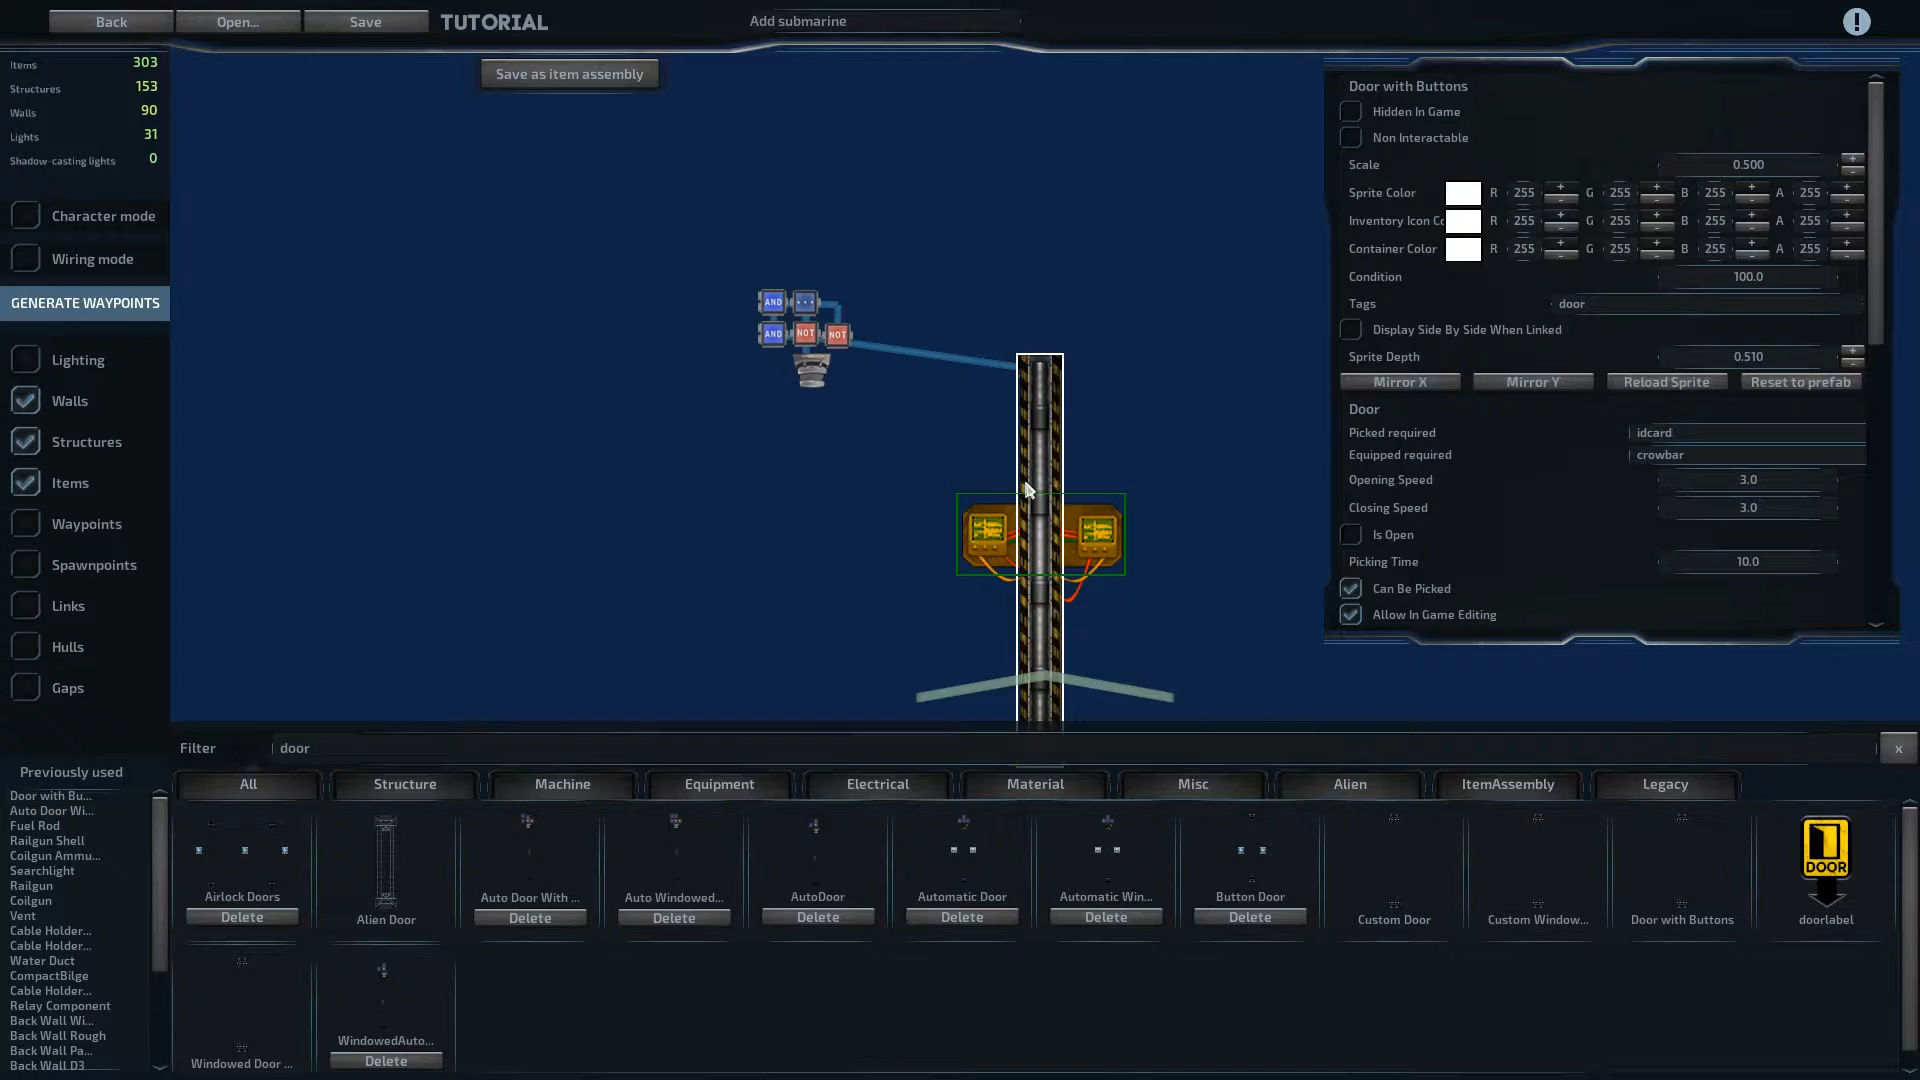 Back
Open...
Save
TUTORIAL
Add submarine
Items 303
Structures 153
Walls 90
Lights 31
Shadow-casting lights 0
Character mode
Wiring mode
GENERATE WAYPOINTS
Lighting
Walls
Structures
Items
Waypoints
Spawnpoints
Links
Hulls
Gaps
Save as item assembly
AND
AND NOT NOT
Door with Buttons
Hidden In Game
Non Interactable
Scale 0.500
Sprite Color R 255 G 255 B 255 A 255
Inventory Icon Co R 255 G 255 B 255 A 255
Container Color R 255 G 255 B 255 A 255
Condition 100.0
Tags door
Display Side By Side When Linked
Sprite Depth 0.510
Mirror X Mirror Y Reload Sprite Reset to prefab
Door
Picked required idcard
Equipped required crowbar
Opening Speed 3.0
Closing Speed 3.0
Is Open
Picking Time 10.0
Can Be Picked
Allow In Game Editing
Filter door x
Previously used
Door with Bu...
Auto Door Wi...
Fuel Rod
Railgun Shell
Coilgun Ammu...
Searchlight
Railgun
Coilgun
Vent
Cable Holder...
Cable Holder...
Water Duct
CompactBilge
Cable Holder...
Relay Component
Back Wall Wi...
Back Wall Rough
Back Wall Pa...
Back Wall D3
All Structure Machine Equipment Electrical Material Misc Alien ItemAssembly Legacy
Airlock Doors
Delete
Alien Door
Auto Door With ...
Delete
Auto Windowed...
Delete
AutoDoor
Delete
Automatic Door
Delete
Automatic Win...
Delete
Button Door
Delete
Custom Door
Custom Window...
Door with Buttons
DOOR
doorlabel
Windowed Door ...
WindowedAuto...
Delete